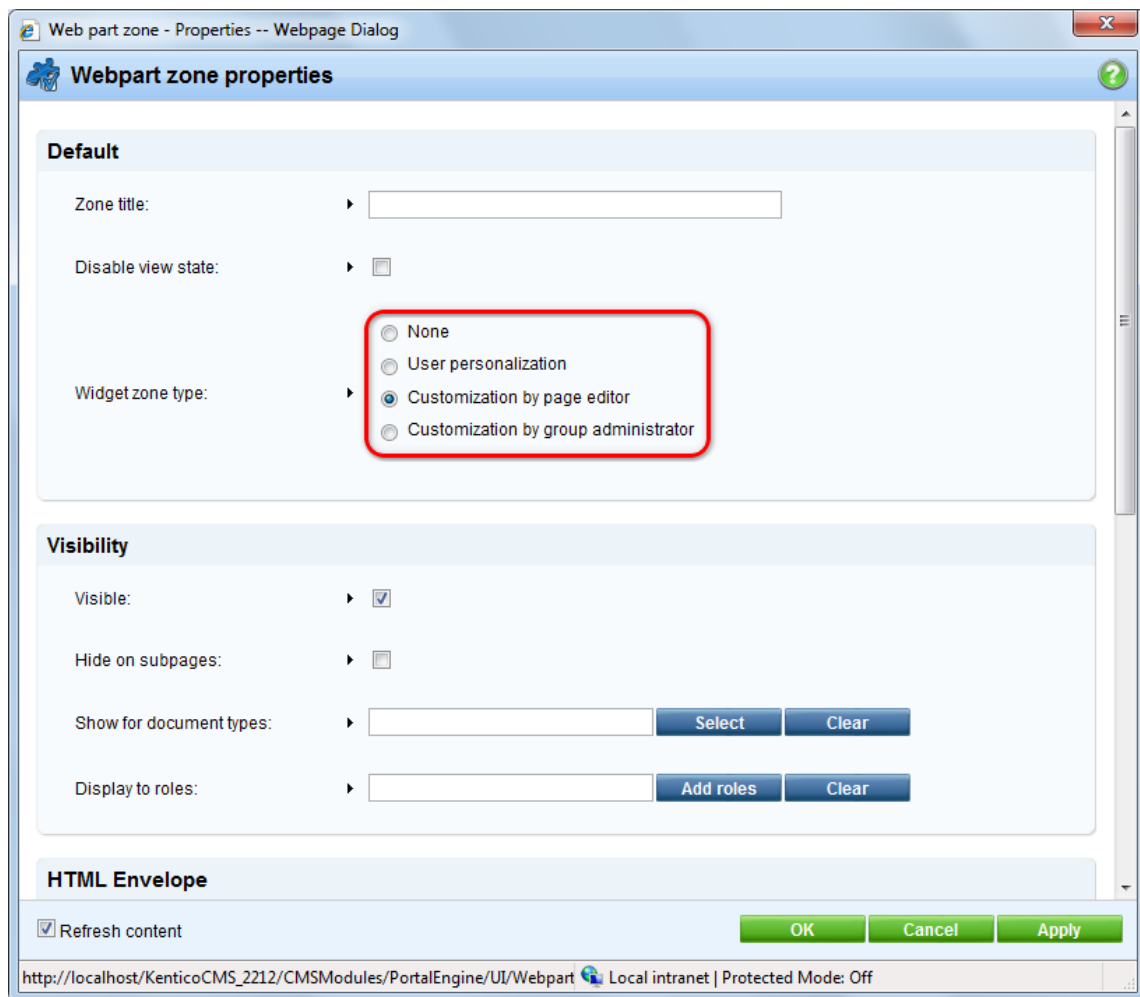 Web part zone - Properties -- Webpage Dialog
Webpart zone properties
Default
Zone title:
Disable view state:
Widget zone type:
None
User personalization
Customization by page editor
Customization by group administrator
Visibility
Visible:
Hide on subpages:
Show for document types: Select Clear
Display to roles: Add roles Clear
HTML Envelope
Refresh content OK Cancel Apply
http://localhost/KenticoCMS_2212/CMSModules/PortalEngine/UI/Webpart Local intranet | Protected Mode: Off